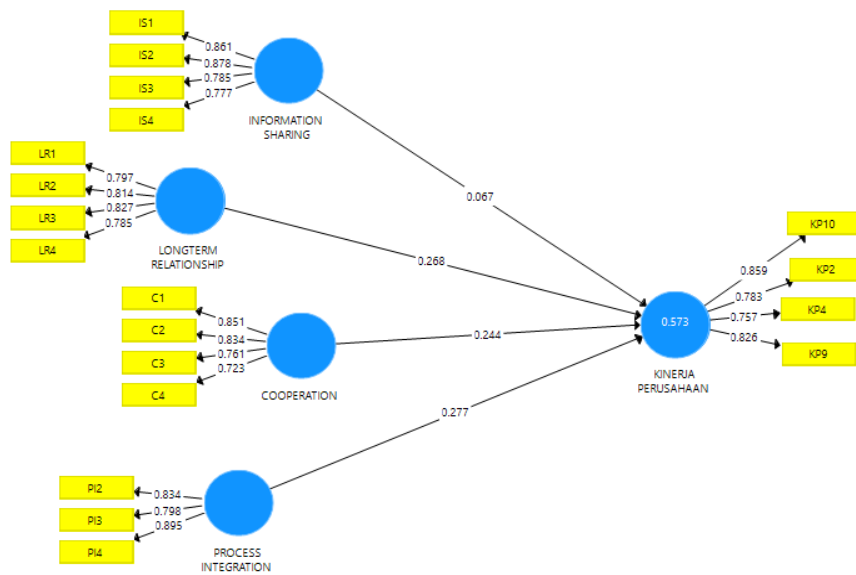 IS1
0.861
IS2
0.878
IS3
0.785
0.777
IS4
INFORMATION
SHARING
LR1
0.797
LR2
0.814
LR3
0.827
0.785
LR4
LONGTERM
RELATIONSHIP
C1
0.851
C2
0.834
C3
0.761
0.723
C4
COOPERATION
PI2
0.834
PI3
0.798
0.895
PI4
PROCESS
INTEGRATION
0.067
0.268
0.244
0.277
0.573
KINERJA
PERUSAHAAN
KP10
0.859
KP2
0.783
KP4
0.757
0.826
KP9